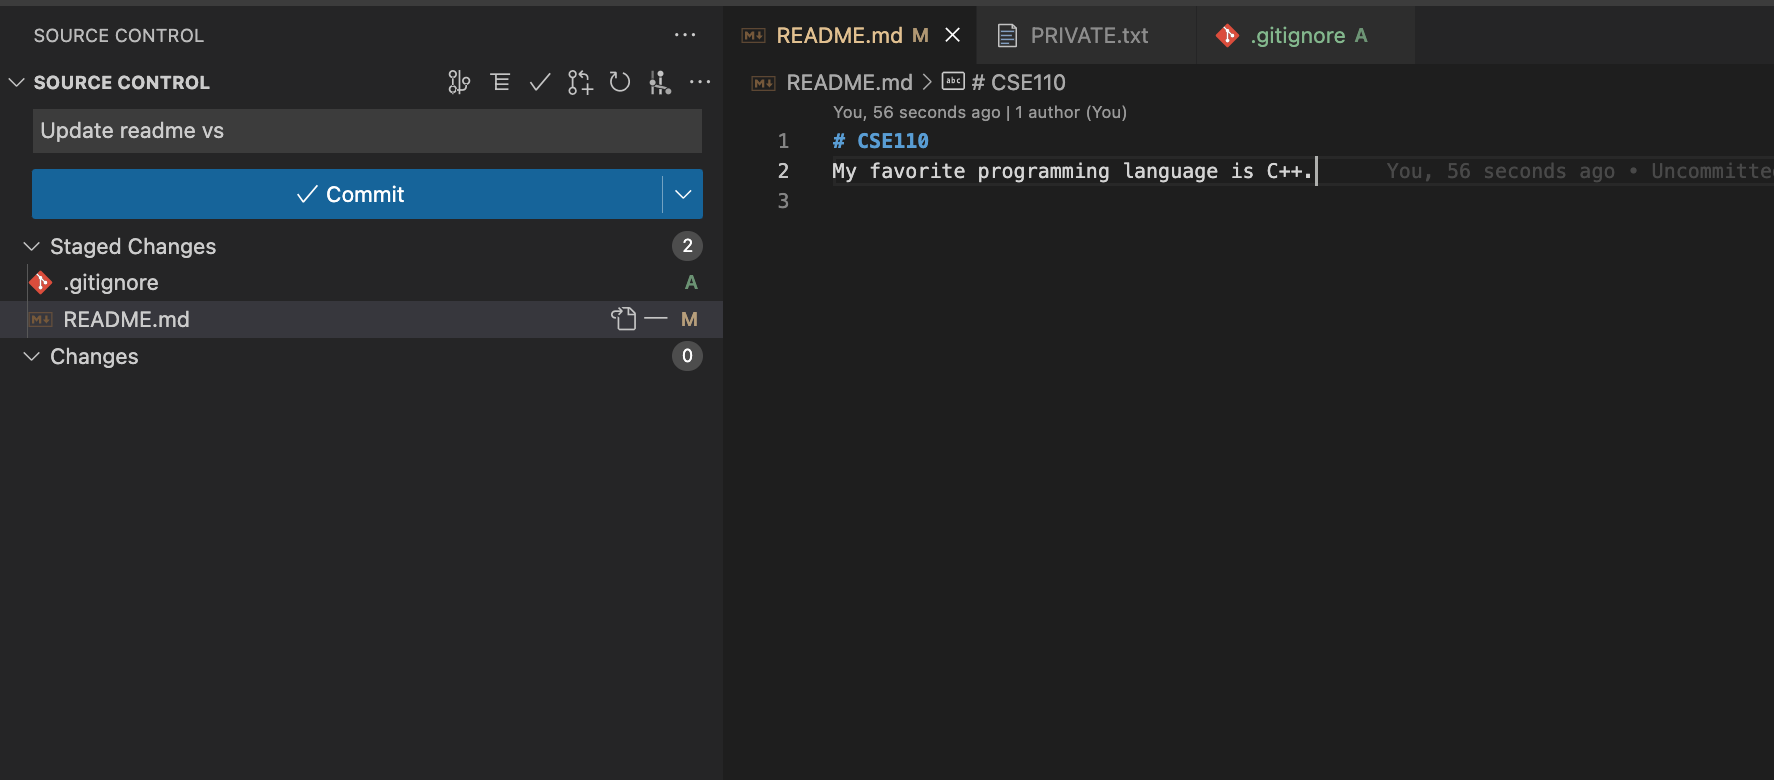 SOURCE CONTROL
SOURCE CONTROL
Update readme vs
Commit
Staged Changes 2
.gitignore A
README.md M
Changes 0
README.md M PRIVATE.txt .gitignore A
README.md > # CSE110
You, 56 seconds ago | 1 author (You)
1 # CSE110
2 My favorite programming language is C++. You, 56 seconds ago • Uncommitte
3